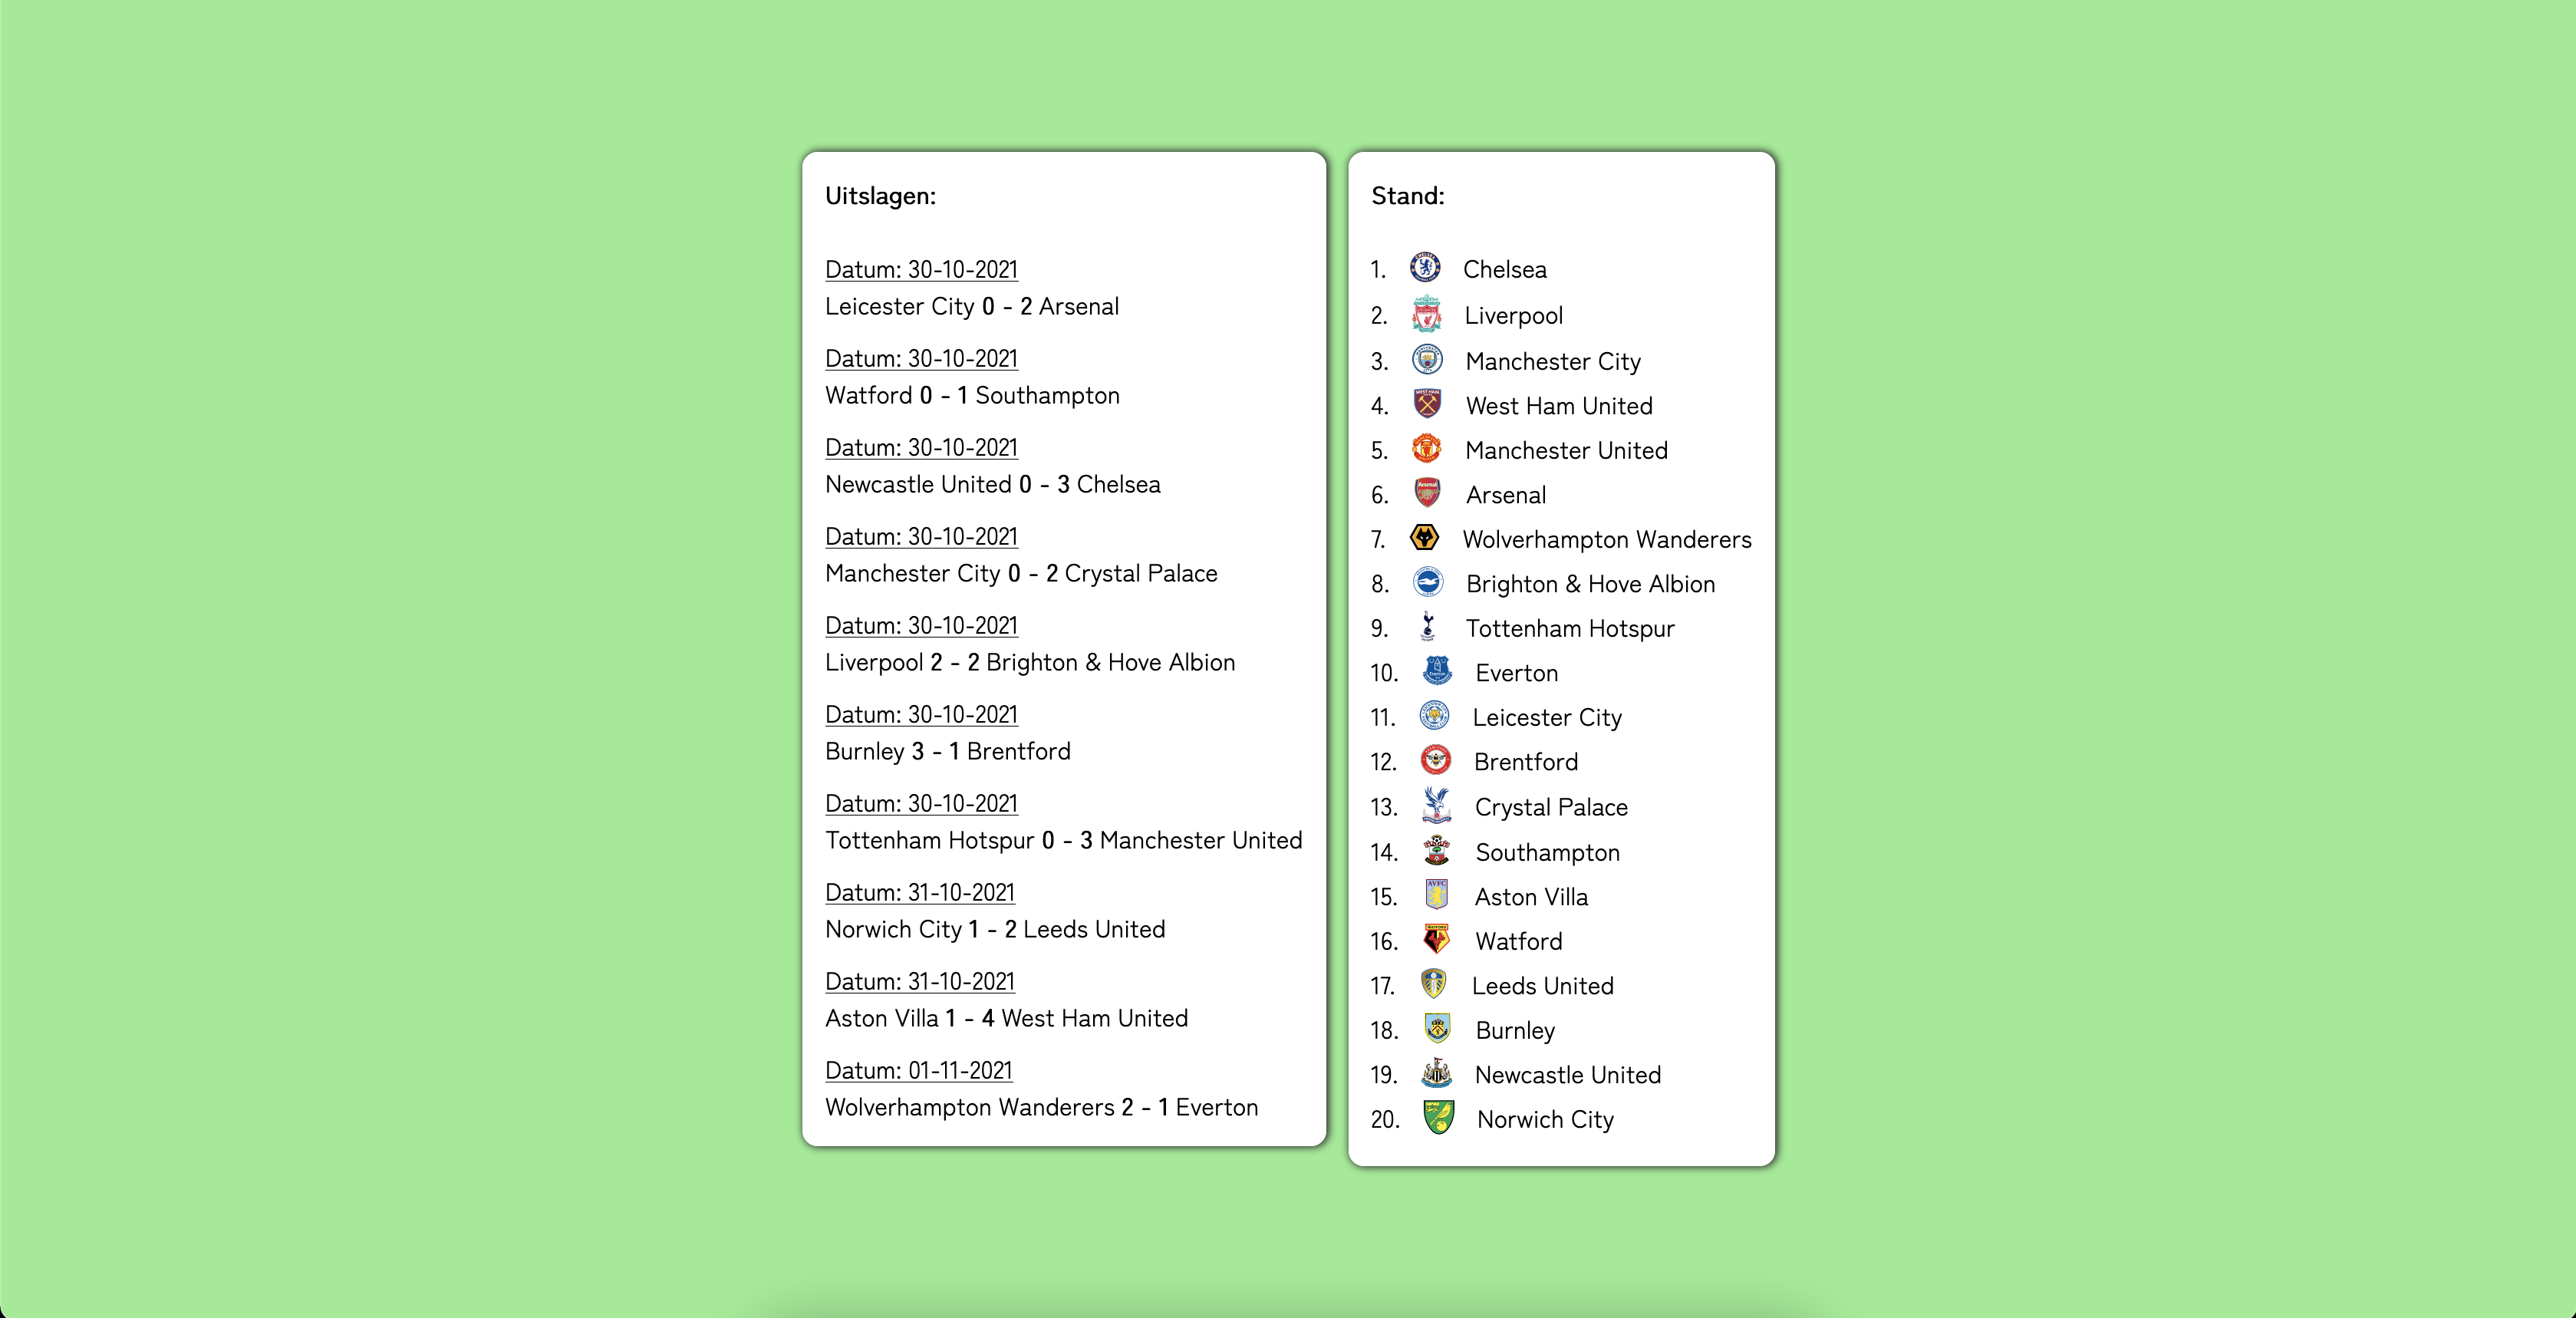 Uitslagen:
Datum: 30-10-2021
Leicester City 0 - 2 Arsenal
Datum: 30-10-2021
Watford 0 - 1 Southampton
Datum: 30-10-2021
Newcastle United 0 - 3 Chelsea
Datum: 30-10-2021
Manchester City 0 - 2 Crystal Palace
Datum: 30-10-2021
Liverpool 2 - 2 Brighton & Hove Albion
Datum: 30-10-2021
Burnley 3 - 1 Brentford
Datum: 30-10-2021
Tottenham Hotspur 0 - 3 Manchester United
Datum: 31-10-2021
Norwich City 1 - 2 Leeds United
Datum: 31-10-2021
Aston Villa 1 - 4 West Ham United
Datum: 01-11-2021
Wolverhampton Wanderers 2 - 1 Everton
Stand:
1. Chelsea
2. Liverpool
3. Manchester City
4. West Ham United
5. Manchester United
6. Arsenal
7. Wolverhampton Wanderers
8. Brighton & Hove Albion
9. Tottenham Hotspur
10. Everton
11. Leicester City
12. Brentford
13. Crystal Palace
14. Southampton
15. Aston Villa
16. Watford
17. Leeds United
18. Burnley
19. Newcastle United
20. Norwich City